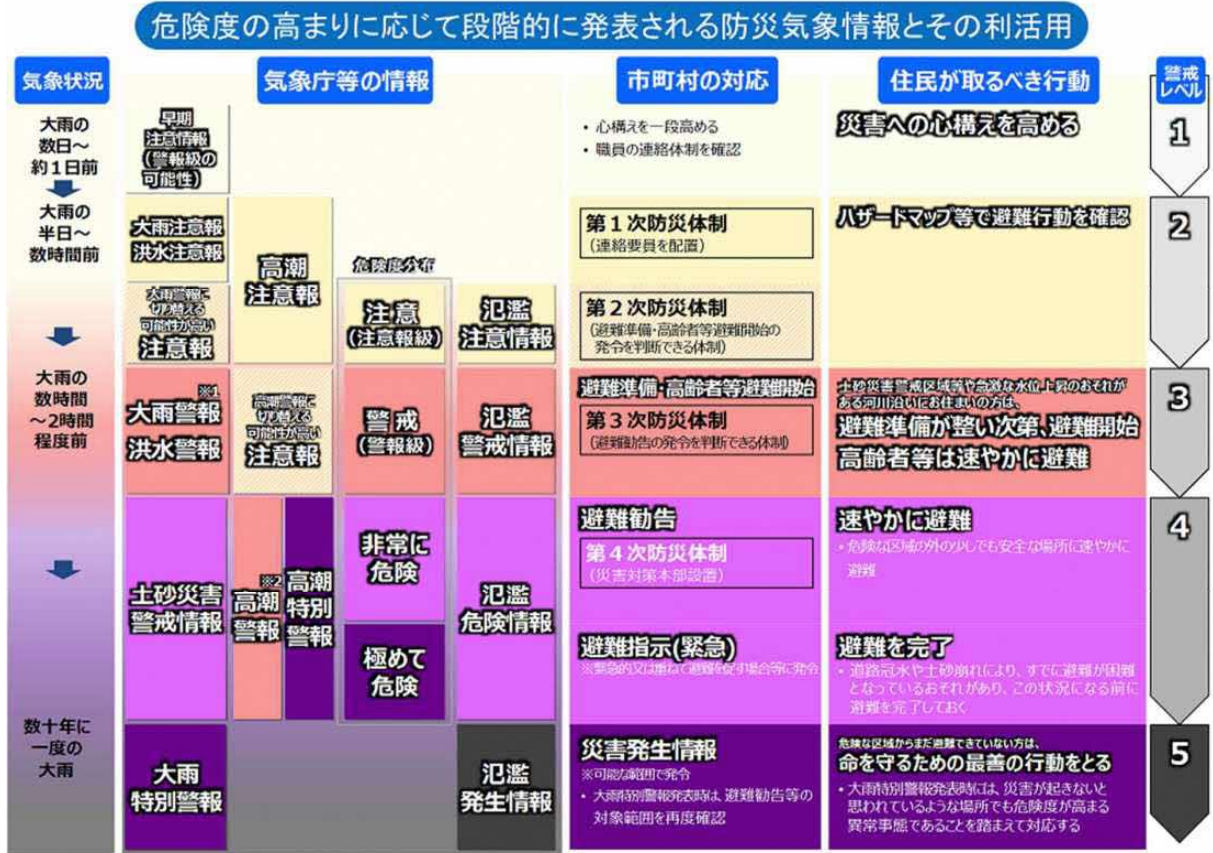 危険度の高まりに応じて段階的に発表される防災気象情報とその利活用
気象状況
気象庁等の情報
市町村の対応
住民が取るべき行動
警戒
レベル
大雨の
数日～
約1日前
早期
注意情報
(警報級の
可能性)
・心構えを一段高める
・職員の連絡体制を確認
災害への心構えを高める
1
大雨の
半日～
数時間前
大雨注意報
洪水注意報
高潮
注意報
第1次防災体制
(連絡要員を配置)
ハザードマップ等で避難行動を確認
2
危険度分布
大雨警報に
切り替える
可能性が高い
注意報
注意
(注意報級)
氾濫
注意情報
第2次防災体制
(避難準備・高齢者等避難開始の
発令を判断できる体制)
大雨の
数時間
～2時間
程度前
※1
大雨警報
洪水警報
高潮警報に
切り替える
可能性が高い
注意報
警戒
(警報級)
氾濫
警戒情報
避難準備・高齢者等避難開始
第3次防災体制
(避難勧告の発令を判断できる体制)
土砂災害警戒区域等や急激な水位上昇のおそれが
ある河川沿いにお住まいの方は、
避難準備が整い次第、避難開始
高齢者等は速やかに避難
3
土砂災害
警戒情報
※2
高潮
警報
高潮
特別
警報
非常に
危険
極めて
危険
氾濫
危険情報
避難勧告
第4次防災体制
(災害対策本部設置)
避難指示(緊急)
※緊急的又は重ねて避難を促す場合等に発令
速やかに避難
・危険な区域の外の少しでも安全な場所に速やかに
避難
避難を完了
・道路冠水や土砂崩れにより、すでに避難が困難
となっているおそれがあり、この状況になる前に
避難を完了しておく
4
数十年に
一度の
大雨
大雨
特別警報
氾濫
発生情報
災害発生情報
※可能な範囲で発令
・大雨特別警報発表時は、避難勧告等の
対象範囲を再度確認
危険な区域からまだ避難できていない方は、
命を守るための最善の行動をとる
・大雨特別警報発表時には、災害が起きないと
思われているような場所でも危険度が高まる
異常事態であることを踏まえて対応する
5